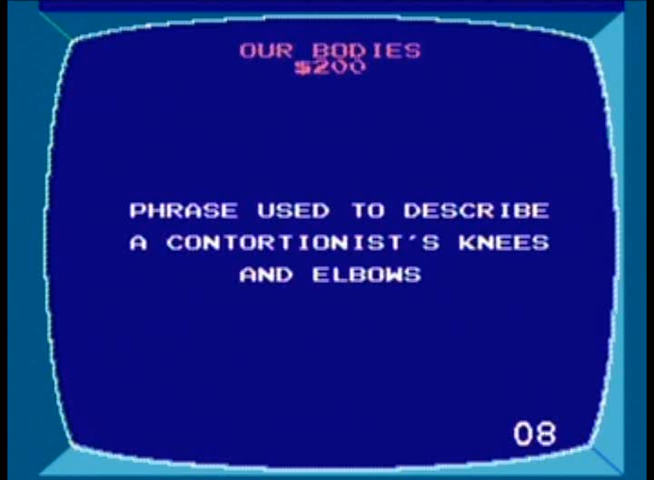 OUR BODIES
$200
PHRASE USED TO DESCRIBE
A CONTORTIONIST'S KNEES
AND ELBOWS
08